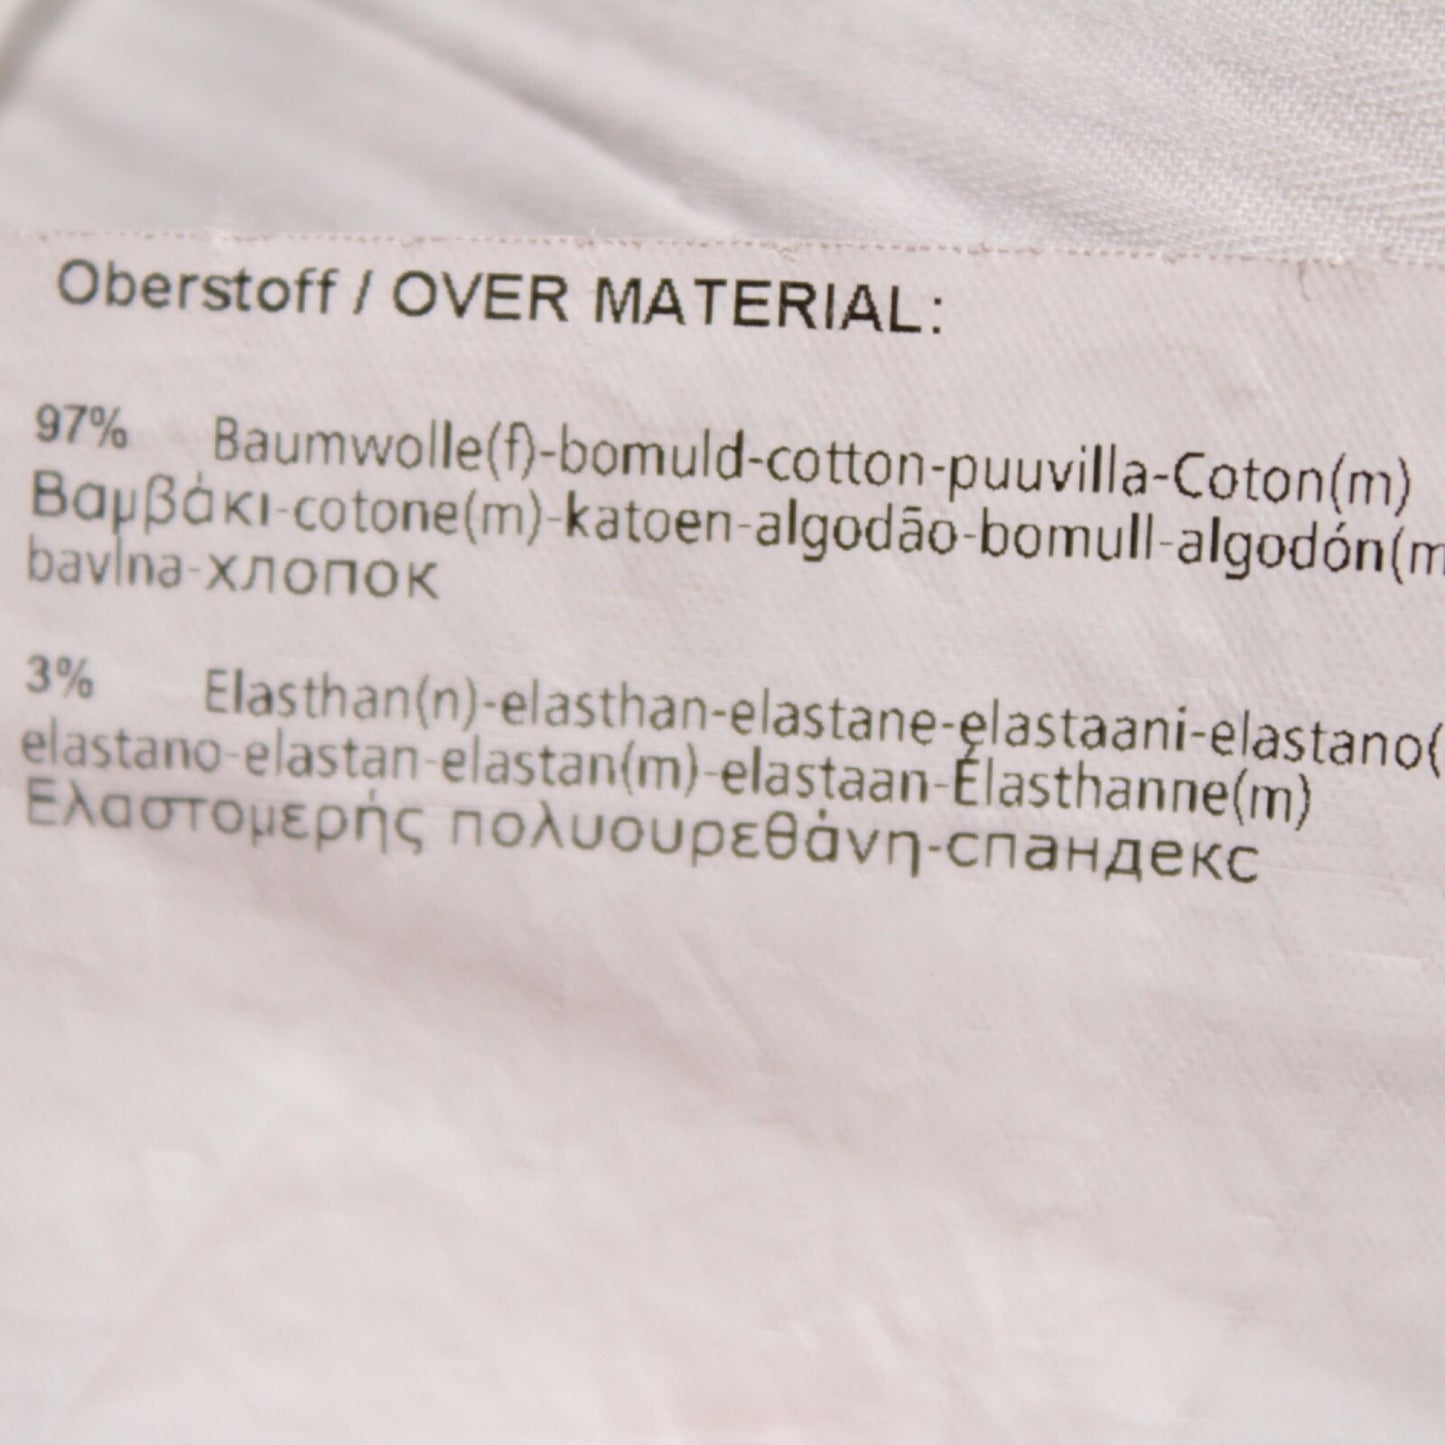 Oberstoff / OVER MATERIAL:
97% Baumwolle(f)-bomuld-cotton-puuvilla-Coton(m)
Βαμβάκι-cotone(m)-katoen-algodão-bomull-algodón(m
bavlna-хлопок
3% Elasthan(n)-elasthan-elastane-elastaani-elastano(
elastano-elastan-elastan(m)-elastaan-Élasthanne(m)
Ελαστομερής πολυουρεθάνη-спандекс